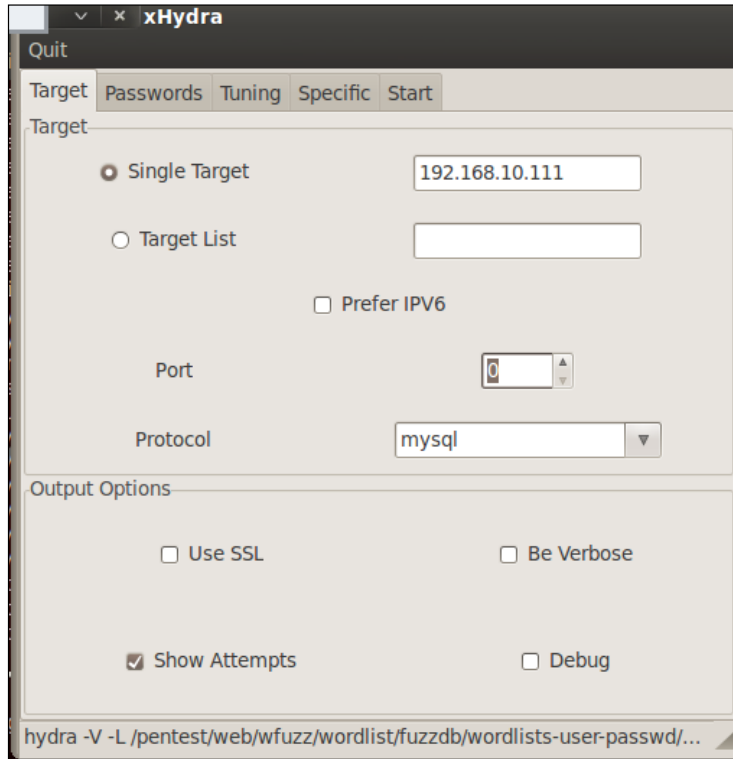 xHydra
Quit
Target Passwords Tuning Specific Start
Target
Single Target 192.168.10.111
Target List
Prefer IPV6
Port 0
Protocol mysql
Output Options
Use SSL Be Verbose
Show Attempts Debug
hydra -V -L /pentest/web/wfuzz/wordlist/fuzzdb/wordlists-user-passwd/...